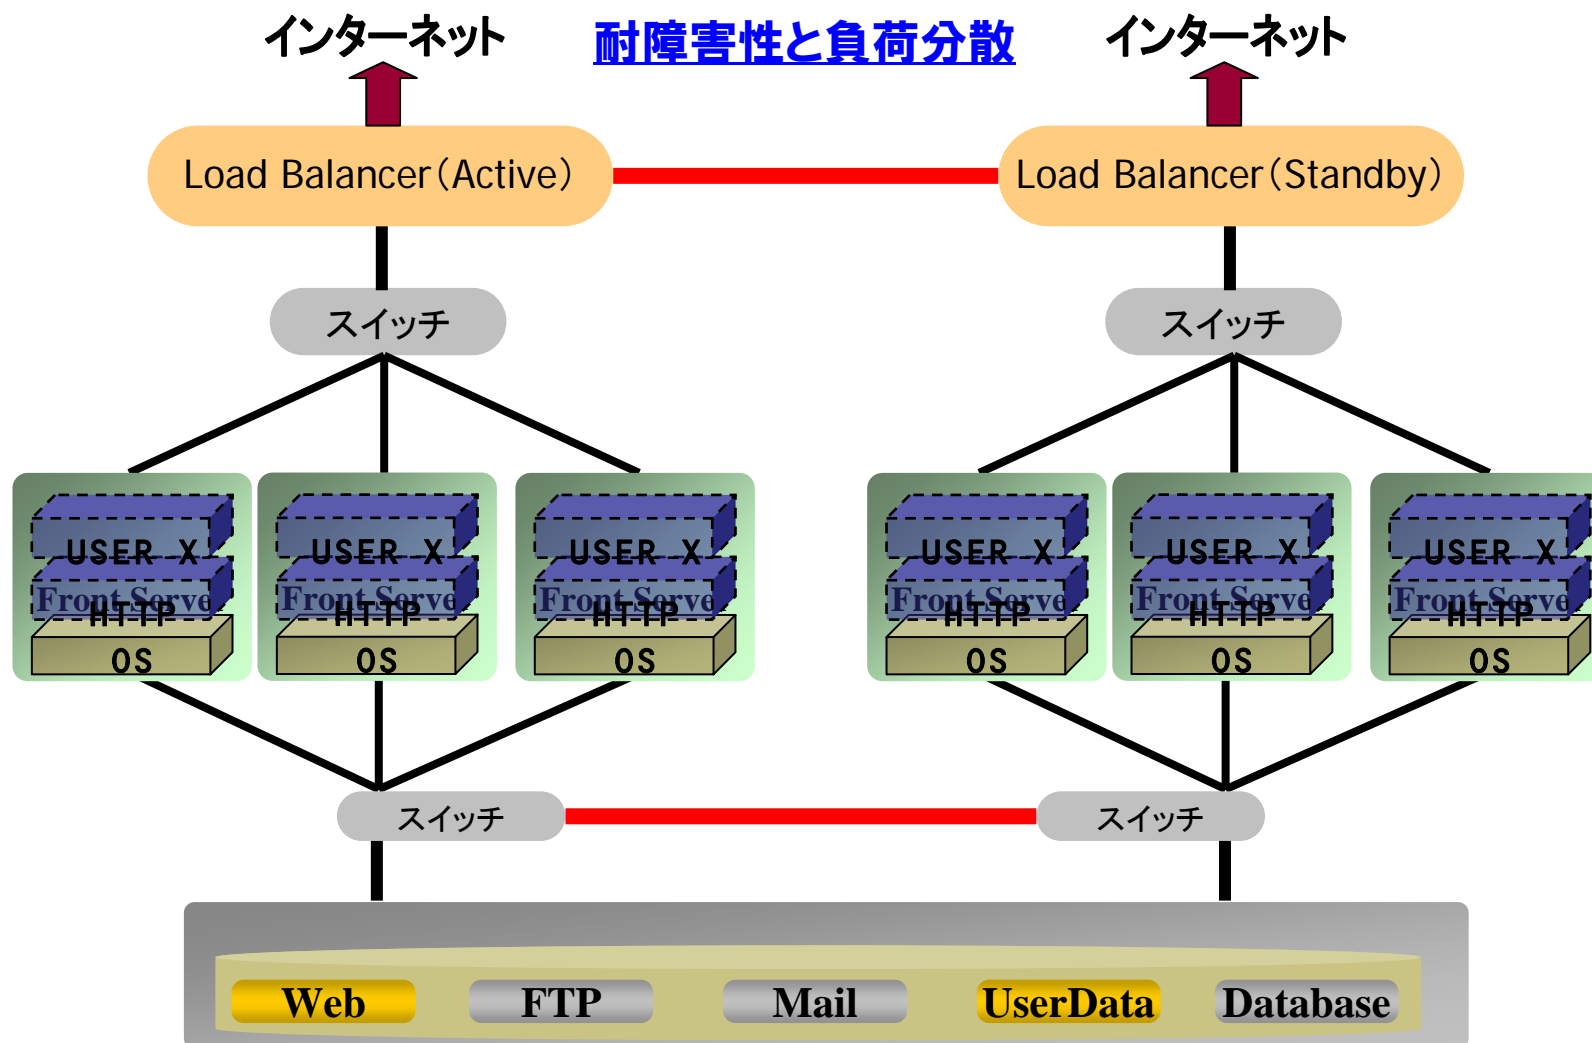 インターネット
耐障害性と負荷分散
インターネット
Load Balancer（Active）
Load Balancer（Standby）
スイッチ
スイッチ
USER X
USER X
USER X
USER X
USER X
USER X
Front Serve
Front Serve
Front Serve
Front Serve
Front Serve
Front Serve
HTTP
HTTP
HTTP
HTTP
HTTP
HTTP
OS
OS
OS
OS
OS
OS
スイッチ
スイッチ
Web
FTP
Mail
UserData
Database